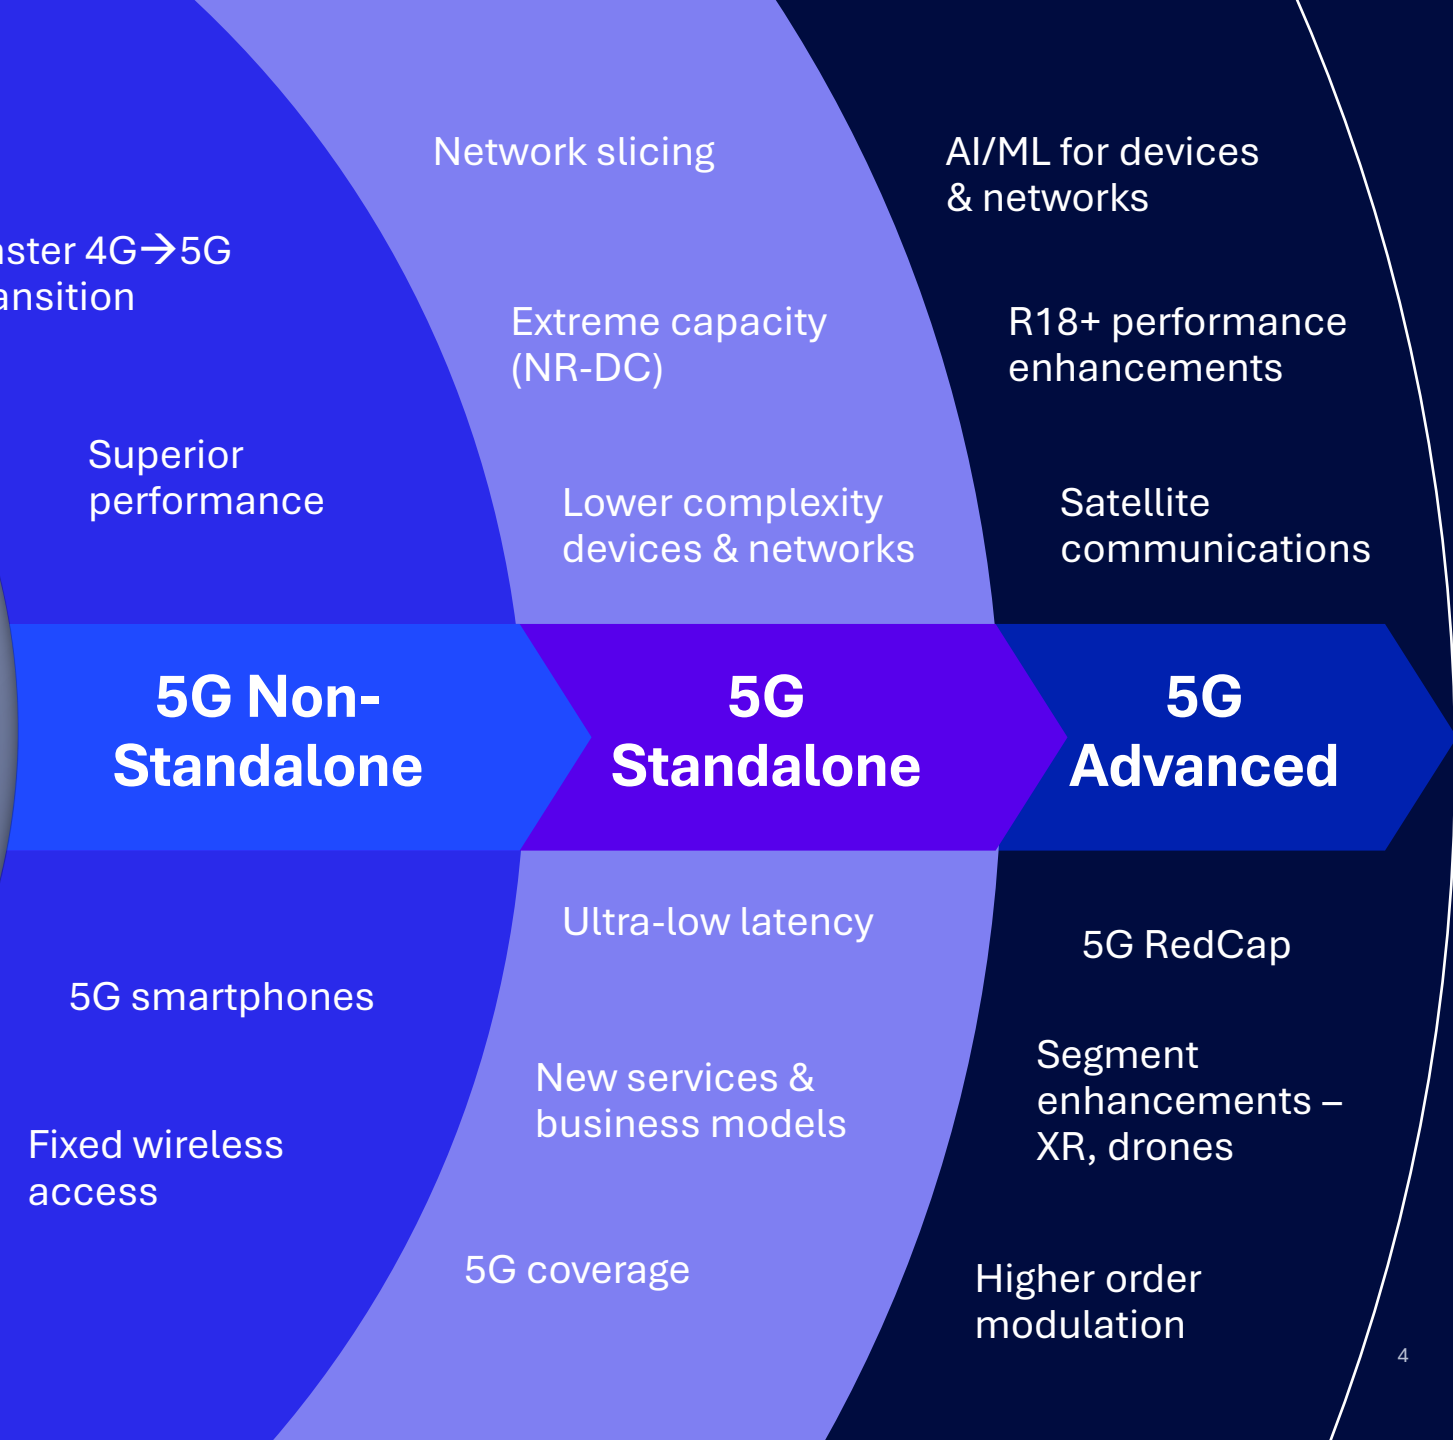 4G→5G
Superior
performance
5G Non-
Standalone
5G smartphones
Fixed wireless
access
Network slicing
Extreme capacity
(NR-DC)
Lower complexity
devices & networks
5G
Standalone
Ultra-low latency
New services &
business models
5G coverage
AI/ML for devices
& networks
R18+ performance
enhancements
Satellite
communications
5G
Advanced
5G RedCap
Segment
enhancements –
XR, drones
Higher order
modulation
4